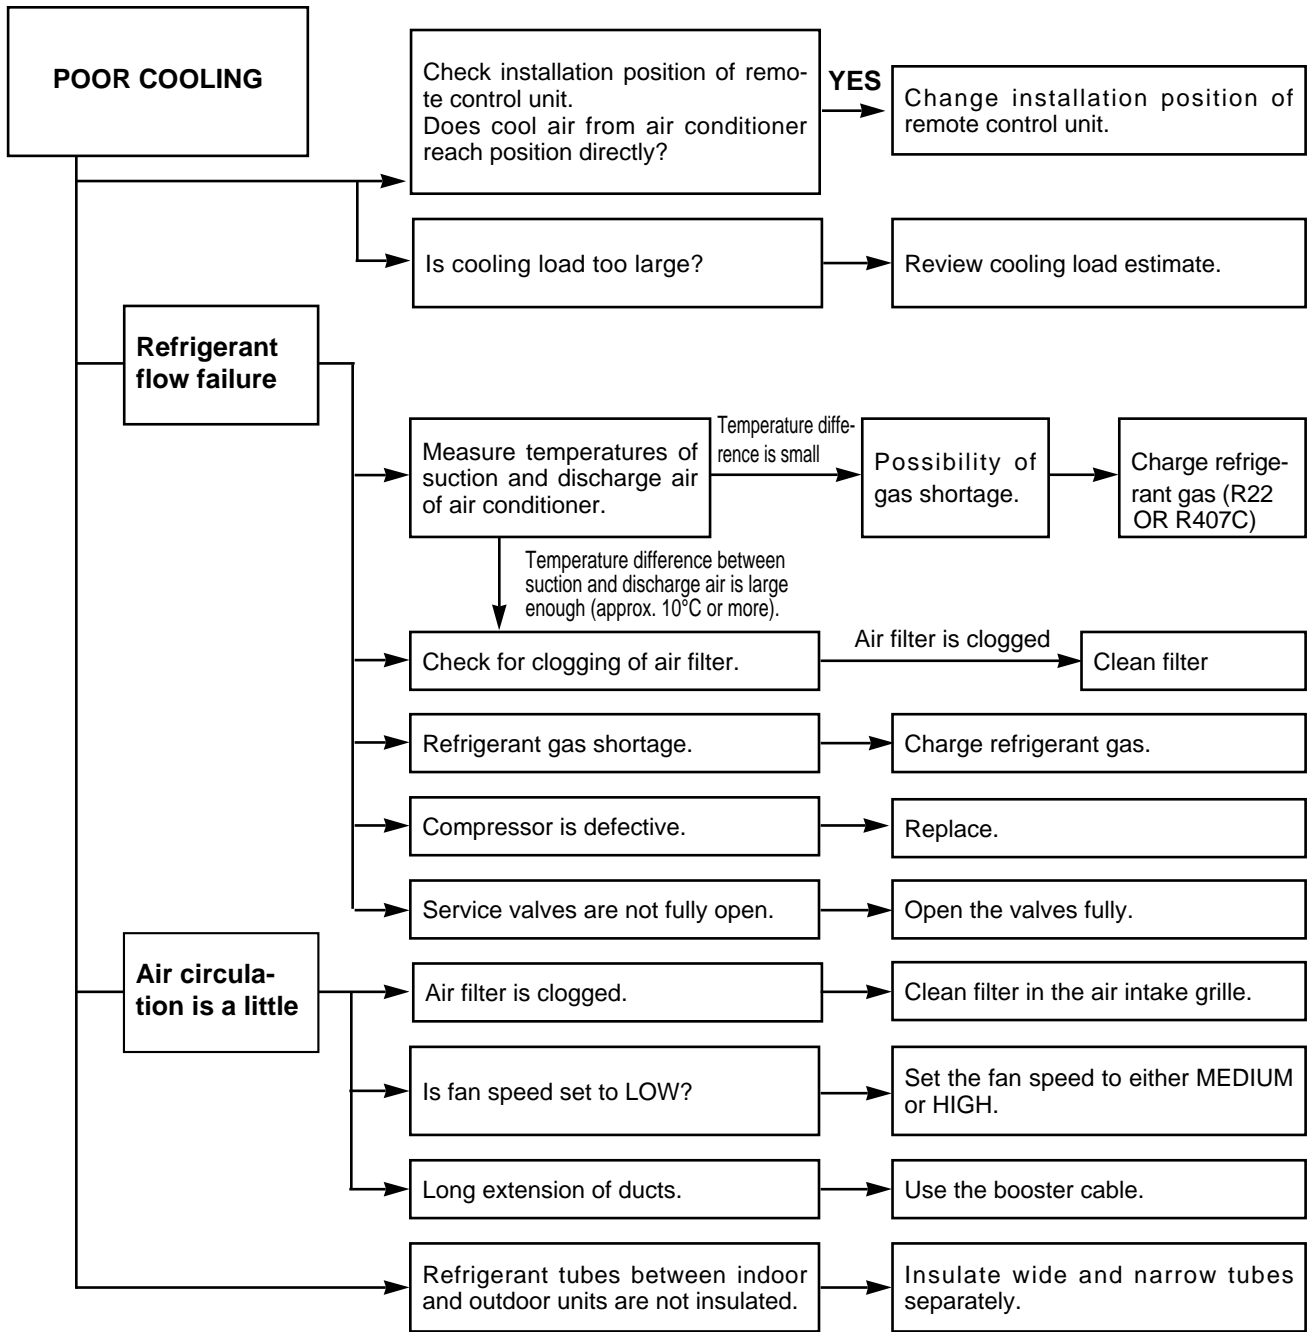 POOR COOLING
Check installation position of remo-
te control unit.
Does cool air from air conditioner
reach position directly?
YES
Change installation position of
remote control unit.
Is cooling load too large?
Review cooling load estimate.
Refrigerant
flow failure
Measure temperatures of
suction and discharge air
of air conditioner.
Temperature diffe-
rence is small
Possibility of
gas shortage.
Charge refrige-
rant gas (R22
OR R407C)
Temperature difference between
suction and discharge air is large
enough (approx. 10°C or more).
Check for clogging of air filter.
Air filter is clogged
Clean filter
Refrigerant gas shortage.
Charge refrigerant gas.
Compressor is defective.
Replace.
Service valves are not fully open.
Open the valves fully.
Air circula-
tion is a little
Air filter is clogged.
Clean filter in the air intake grille.
Is fan speed set to LOW?
Set the fan speed to either MEDIUM
or HIGH.
Long extension of ducts.
Use the booster cable.
Refrigerant tubes between indoor
and outdoor units are not insulated.
Insulate wide and narrow tubes
separately.